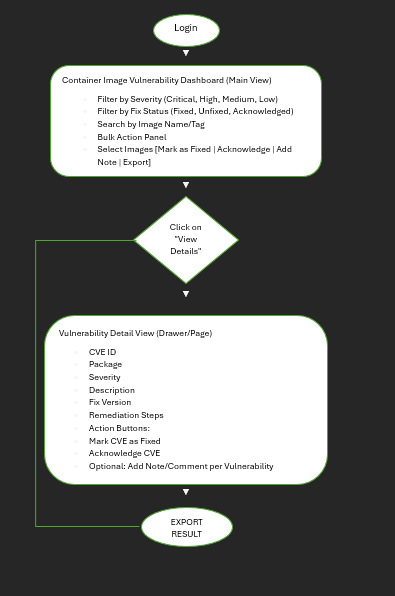 Login
Container Image Vulnerability Dashboard (Main View)
Filter by Severity (Critical, High, Medium, Low)
Filter by Fix Status (Fixed, Unfixed, Acknowledged)
Search by Image Name/Tag
Bulk Action Panel
Select Images [Mark as Fixed | Acknowledge | Add
Note | Export]
Click on
"View
Details"
Vulnerability Detail View (Drawer/Page)
CVE ID
Package
Severity
Description
Fix Version
Remediation Steps
Action Buttons:
Mark CVE as Fixed
Acknowledge CVE
Optional: Add Note/Comment per Vulnerability
EXPORT
RESULT